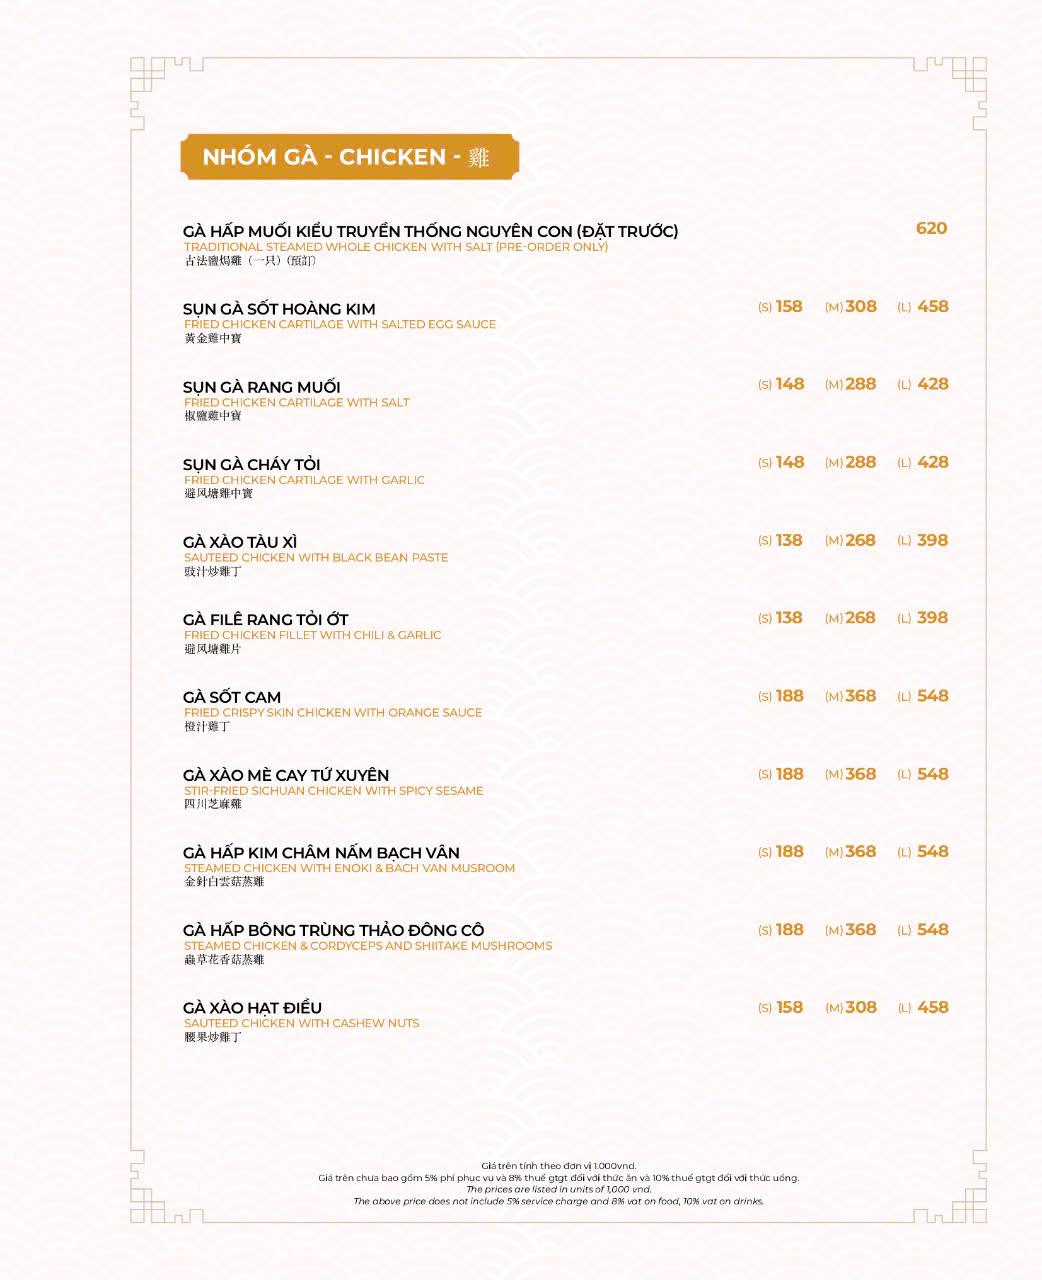 NHÓM GÀ - CHICKEN - 雞
GÀ HẤP MUỐI KIỂU TRUYỀN THỐNG NGUYÊN CON (ĐẶT TRƯỚC) 620
TRADITIONAL STEAMED WHOLE CHICKEN WITH SALT (PRE-ORDER ONLY)
古法鹽焗雞（一只）（預訂）
SỤN GÀ SỐT HOÀNG KIM (S) 158 (M) 308 (L) 458
FRIED CHICKEN CARTILAGE WITH SALTED EGG SAUCE
黃金雞中寶
SỤN GÀ RANG MUỐI (S) 148 (M) 288 (L) 428
FRIED CHICKEN CARTILAGE WITH SALT
椒鹽雞中寶
SỤN GÀ CHÁY TỎI (S) 148 (M) 288 (L) 428
FRIED CHICKEN CARTILAGE WITH GARLIC
避风塘雞中寶
GÀ XÀO TÀU XÌ (S) 138 (M) 268 (L) 398
SAUTEED CHICKEN WITH BLACK BEAN PASTE
豉汁炒雞丁
GÀ FILÊ RANG TỎI ỚT (S) 138 (M) 268 (L) 398
FRIED CHICKEN FILLET WITH CHILI & GARLIC
避风塘雞片
GÀ SỐT CAM (S) 188 (M) 368 (L) 548
FRIED CRISPY SKIN CHICKEN WITH ORANGE SAUCE
橙汁雞丁
GÀ XÀO MÈ CAY TỨ XUYÊN (S) 188 (M) 368 (L) 548
STIR-FRIED SICHUAN CHICKEN WITH SPICY SESAME
四川芝麻雞
GÀ HẤP KIM CHÂM NẤM BẠCH VÂN (S) 188 (M) 368 (L) 548
STEAMED CHICKEN WITH ENOKI & BACH VAN MUSROOM
金針白雲菇蒸雞
GÀ HẤP BÔNG TRÙNG THẢO ĐÔNG CÔ (S) 188 (M) 368 (L) 548
STEAMED CHICKEN & CORDYCEPS AND SHIITAKE MUSHROOMS
蟲草花香菇蒸雞
GÀ XÀO HẠT ĐIỀU (S) 158 (M) 308 (L) 458
SAUTEED CHICKEN WITH CASHEW NUTS
腰果炒雞丁
Giá trên tính theo đơn vị 1.000vnd.
Giá trên chưa bao gồm 5% phí phục vụ và 8% thuế gtgt đối với thức ăn và 10% thuế gtgt đối với thức uống.
The prices are listed in units of 1,000 vnd.
The above price does not include 5% service charge and 8% vat on food, 10% vat on drinks.